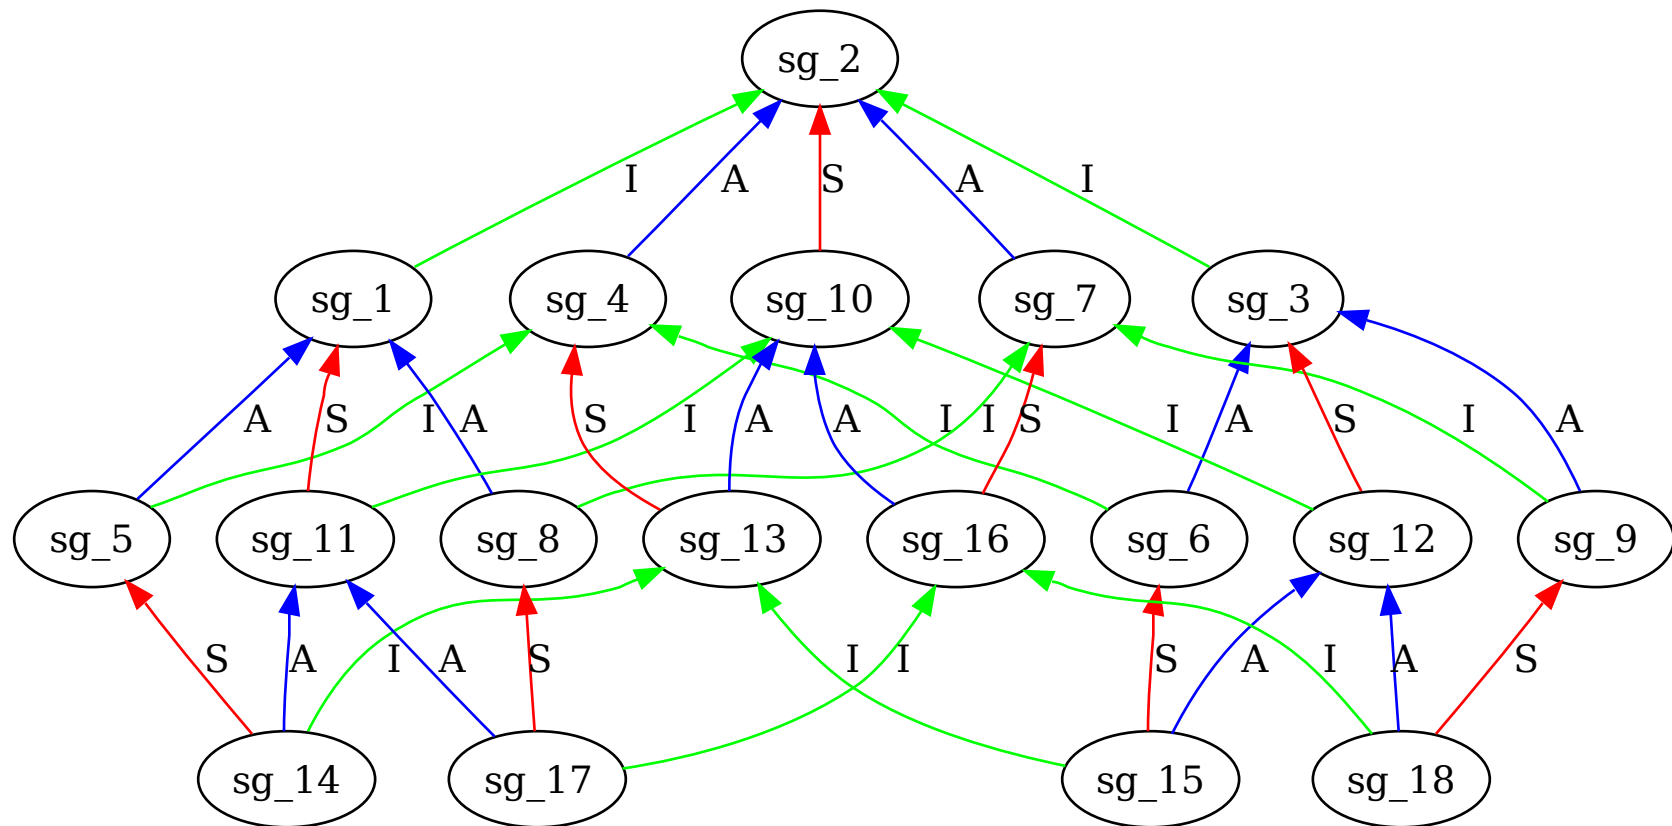 sg_2
I A S A I
sg_1 sg_4 sg_10 sg_7 sg_3
A I S A I S A A I I S I A S I A
sg_5 sg_11 sg_8 sg_13 sg_16 sg_6 sg_12 sg_9
S A I A S I I S A I A S
sg_14 sg_17 sg_15 sg_18